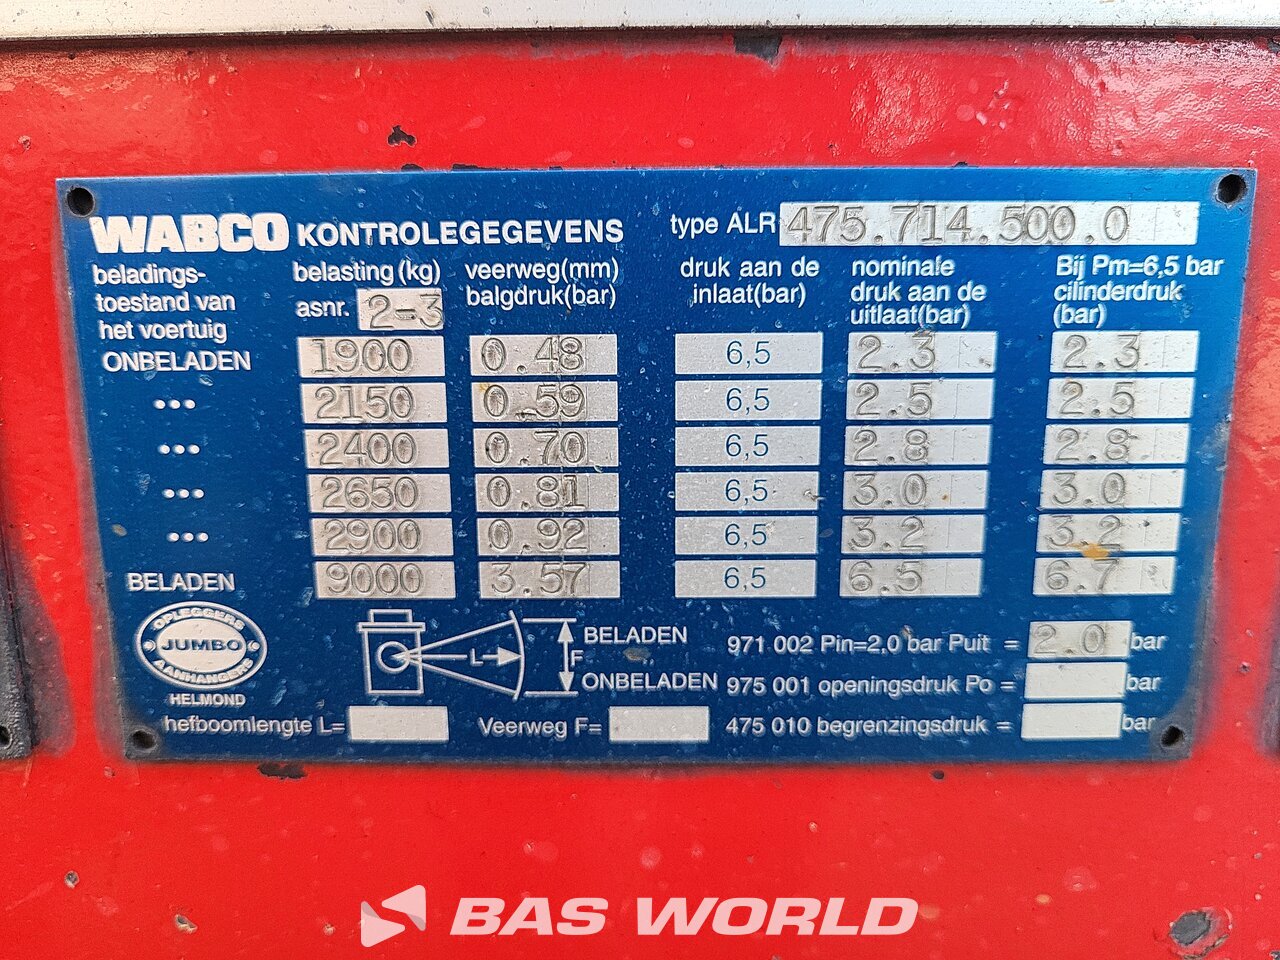 WABCO KONTROLEGEGEVENS type ALR 475.714.500.0
beladings-
toestand van
het voertuig
belasting (kg)
asnr. 2-3
veerweg(mm)
balgdruk(bar)
druk aan de
inlaat(bar)
nominale
druk aan de
uitlaat(bar)
Bij Pm=6,5 bar
cilinderdruk
(bar)
ONBELADEN 1900 0.48 6,5 2.3 2.3
... 2150 0.59 6,5 2.5 2.5
... 2400 0.70 6,5 2.8 2.8
... 2650 0.81 6,5 3.0 3.0
... 2900 0.92 6,5 3.2 3.2
BELADEN 9000 3.57 6,5 6.5 6.7
OPLEGGERS
JUMBO
AANHANGERS
HELMOND
L
F
BELADEN
ONBELADEN
971 002 Pin=2,0 bar Puit = 2.0 bar
975 001 openingsdruk Po = bar
hefboomlengte L= Veerweg F= 475 010 begrenzingsdruk = bar
BAS WORLD